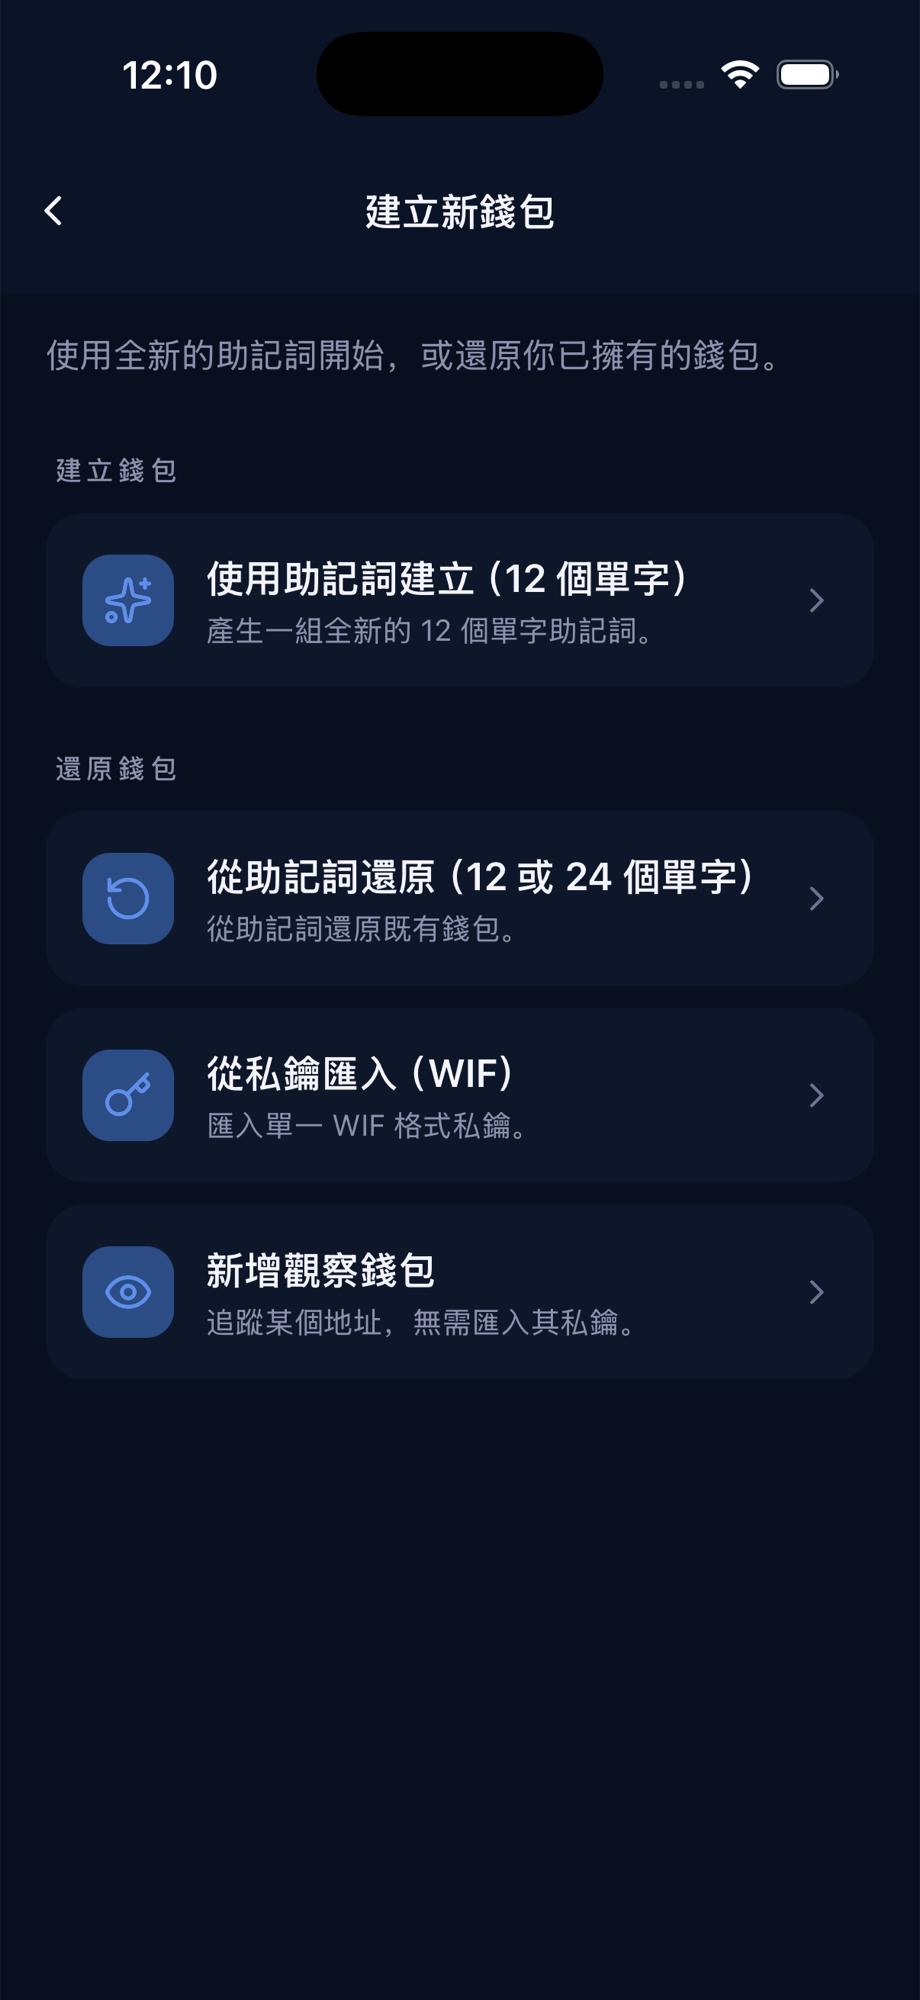 12:10
建立新錢包
使用全新的助記詞開始，或還原你已擁有的錢包。
建立錢包
使用助記詞建立（12 個單字）
產生一組全新的 12 個單字助記詞。
還原錢包
從助記詞還原（12 或 24 個單字）
從助記詞還原既有錢包。
從私鑰匯入（WIF）
匯入單一 WIF 格式私鑰。
新增觀察錢包
追蹤某個地址，無需匯入其私鑰。